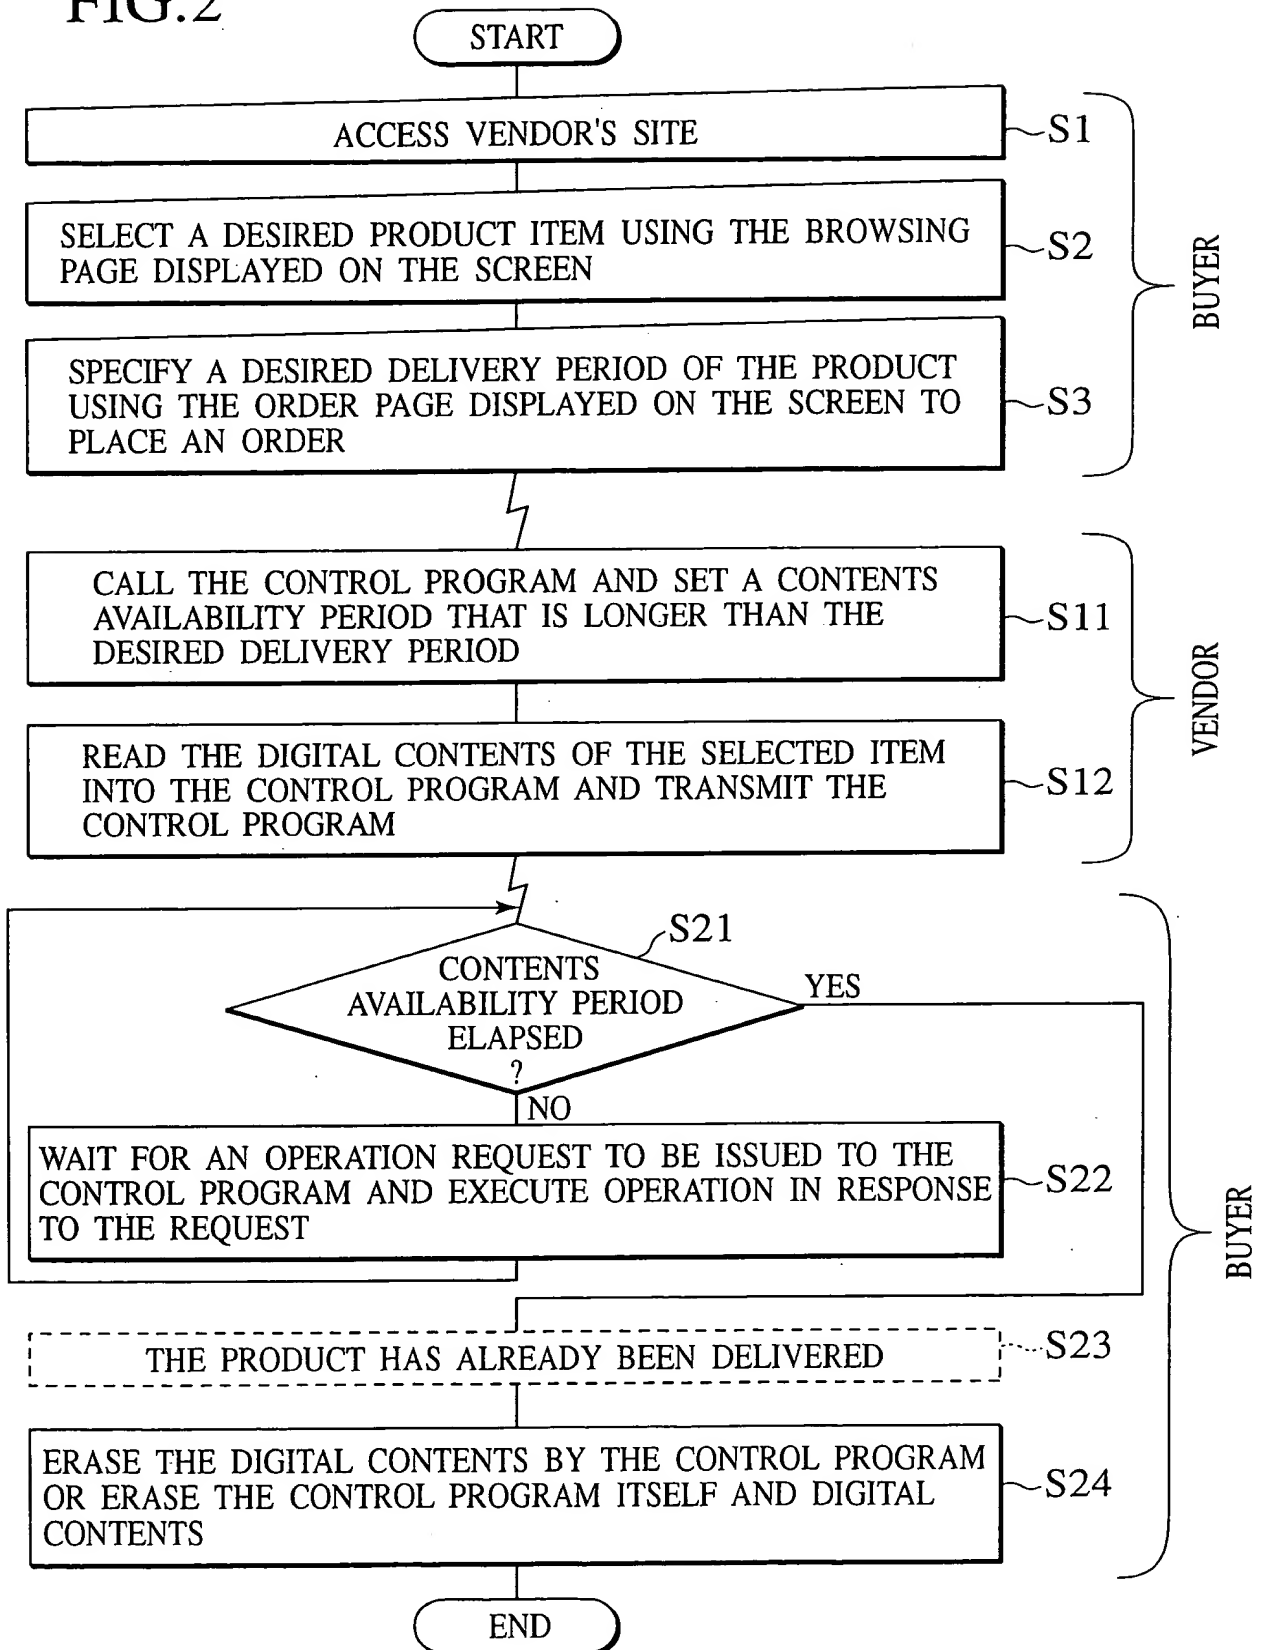 FIG.2
START
ACCESS VENDOR'S SITE
S1
SELECT A DESIRED PRODUCT ITEM USING THE BROWSING
PAGE DISPLAYED ON THE SCREEN
S2
SPECIFY A DESIRED DELIVERY PERIOD OF THE PRODUCT
USING THE ORDER PAGE DISPLAYED ON THE SCREEN TO
PLACE AN ORDER
S3
BUYER
CALL THE CONTROL PROGRAM AND SET A CONTENTS
AVAILABILITY PERIOD THAT IS LONGER THAN THE
DESIRED DELIVERY PERIOD
S11
READ THE DIGITAL CONTENTS OF THE SELECTED ITEM
INTO THE CONTROL PROGRAM AND TRANSMIT THE
CONTROL PROGRAM
S12
VENDOR
S21
CONTENTS
AVAILABILITY PERIOD
ELAPSED
?
YES
NO
WAIT FOR AN OPERATION REQUEST TO BE ISSUED TO THE
CONTROL PROGRAM AND EXECUTE OPERATION IN RESPONSE
TO THE REQUEST
S22
THE PRODUCT HAS ALREADY BEEN DELIVERED
S23
ERASE THE DIGITAL CONTENTS BY THE CONTROL PROGRAM
OR ERASE THE CONTROL PROGRAM ITSELF AND DIGITAL
CONTENTS
S24
BUYER
END